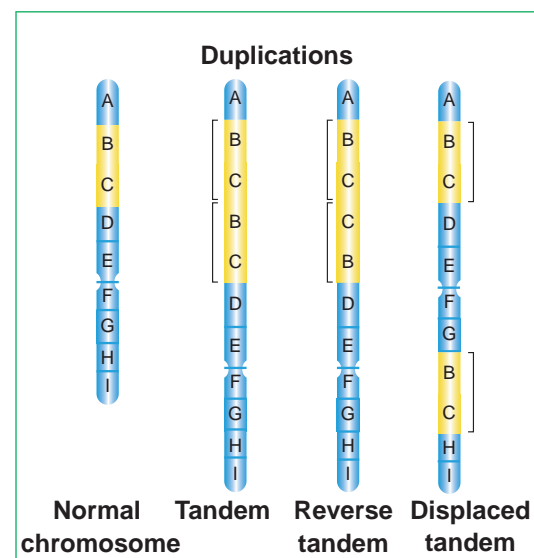 Duplications
A
B
C
D
E
F
G
H
I
Normal
chromosome
A
B
C
B
C
D
E
F
G
H
I
Tandem
A
B
C
C
B
D
E
F
G
H
I
Reverse
tandem
A
B
C
D
E
F
G
B
C
H
I
Displaced
tandem